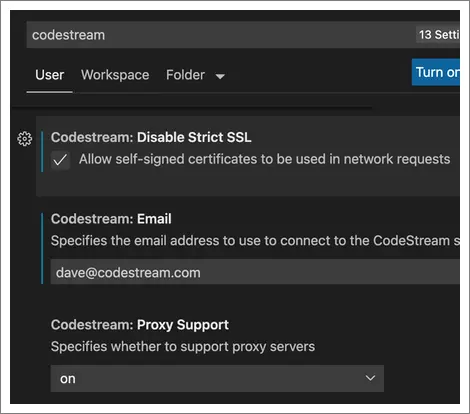 codestream
13 Setti
User Workspace Folder
Turn on
Codestream: Disable Strict SSL
Allow self-signed certificates to be used in network requests
Codestream: Email
Specifies the email address to use to connect to the CodeStream s
dave@codestream.com
Codestream: Proxy Support
Specifies whether to support proxy servers
on